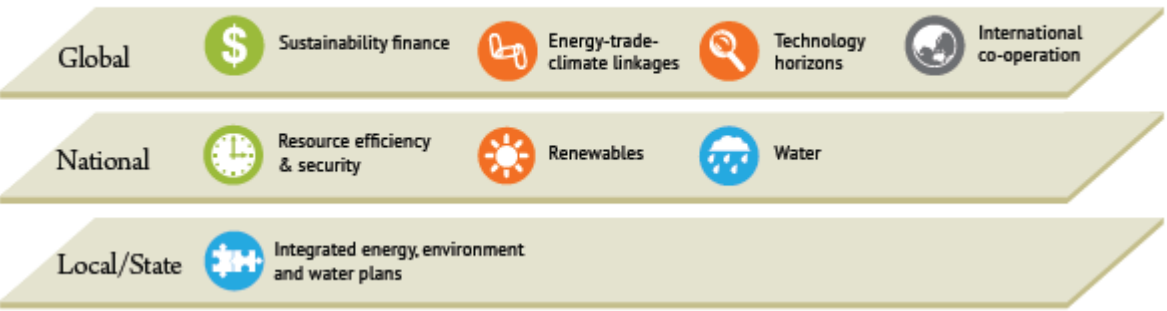 Global
$
Sustainability finance
Energy-trade-
climate linkages
Technology
horizons
International
co-operation
National
Resource efficiency
& security
Renewables
Water
Local/State
Integrated energy, environment
and water plans